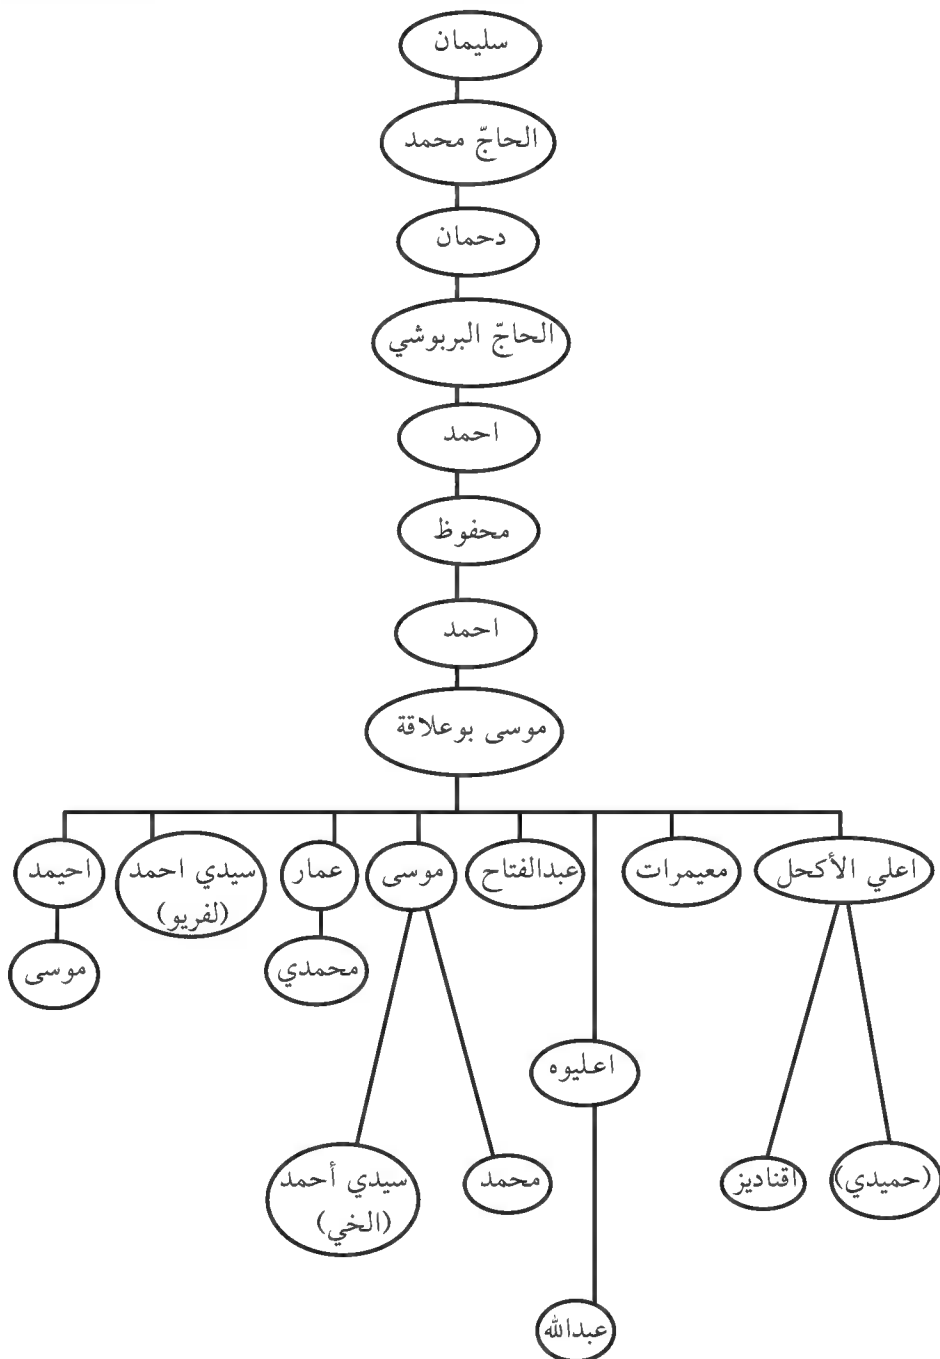 سليمان
الحاجّ محمد
دحمان
الحاجّ البربوشي
احمد
محفوظ
احمد
موسى بوعلاقة
اعلي الأكحل
معيمرات
عبدالفتاح
موسى
عمار
سيدي احمد
(لفريو)
احيمد
محمدي
موسى
اعليوه
(حميدي)
اقناديز
محمد
سيدي أحمد
(الخي)
عبدالله